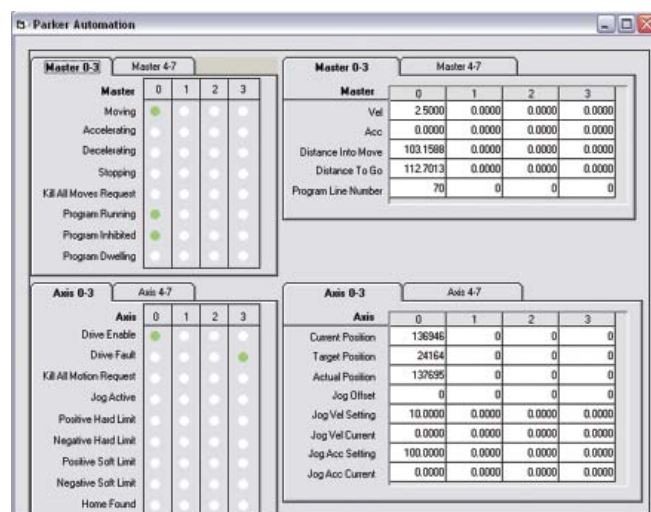 Parker Automation
Master 0-3 Master 4-7
Master 0 1 2 3
Moving
Accelerating
Decelerating
Stopping
Kill All Moves Request
Program Running
Program Inhibited
Program Dwelling
Master 0-3 Master 4-7
Master 0 1 2 3
Vel 2.5000 0.0000 0.0000 0.0000
Acc 0.0000 0.0000 0.0000 0.0000
Distance Into Move 103.1588 0.0000 0.0000 0.0000
Distance To Go 112.7013 0.0000 0.0000 0.0000
Program Line Number 70 0 0 0
Axis 0-3 Axis 4-7
Axis 0 1 2 3
Drive Enable
Drive Fault
Kill All Motion Request
Jog Active
Positive Hard Limit
Negative Hard Limit
Positive Soft Limit
Negative Soft Limit
Home Found
Axis 0-3 Axis 4-7
Axis 0 1 2 3
Current Position 136946 0 0 0
Target Position 24164 0 0 0
Actual Position 137695 0 0 0
Jog Offset 0 0 0 0
Jog Vel Setting 10.0000 0.0000 0.0000 0.0000
Jog Vel Current 0.0000 0.0000 0.0000 0.0000
Jog Acc Setting 100.0000 0.0000 0.0000 0.0000
Jog Acc Current 0.0000 0.0000 0.0000 0.0000